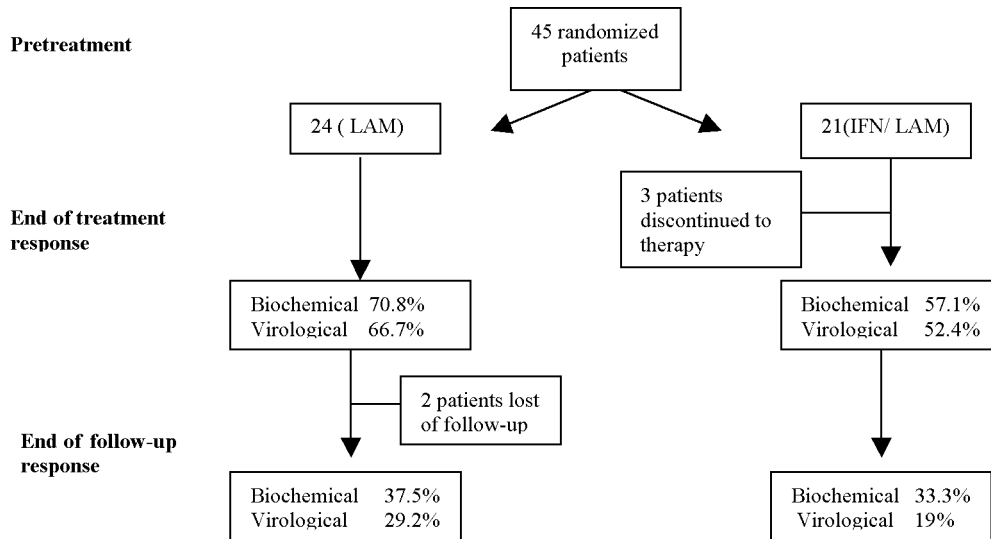 Pretreatment
45 randomized
patients
24 ( LAM)
21(IFN/ LAM)
3 patients
discontinued to
therapy
End of treatment
response
Biochemical 70.8%
Virological 66.7%
Biochemical 57.1%
Virological 52.4%
2 patients lost
of follow-up
End of follow-up
response
Biochemical 37.5%
Virological 29.2%
Biochemical 33.3%
Virological 19%